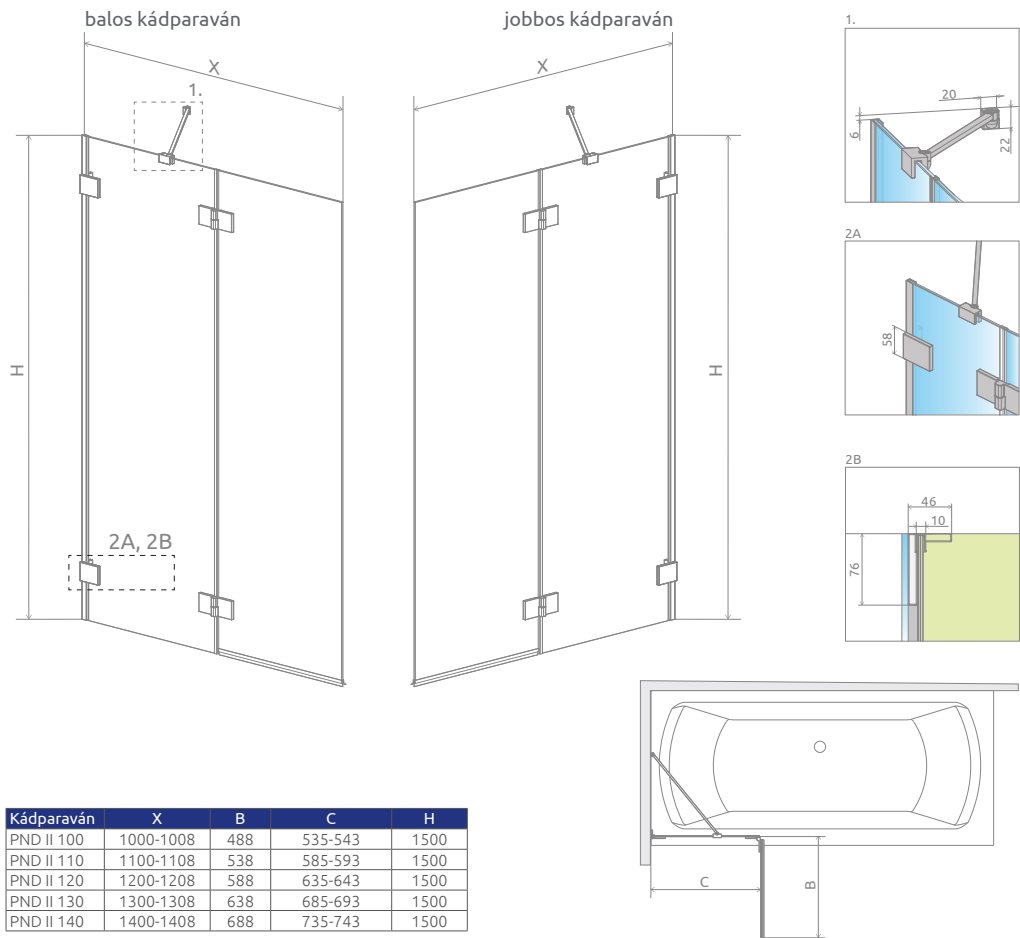 balos kádparaván
jobbos kádparaván
X
X
1.
H
H
2A, 2B
1.
20
6
22
2A
58
2B
46
10
76
C
B
Kádparaván X B C H
PND II 100 1000-1008 488 535-543 1500
PND II 110 1100-1108 538 585-593 1500
PND II 120 1200-1208 588 635-643 1500
PND II 130 1300-1308 638 685-693 1500
PND II 140 1400-1408 688 735-743 1500